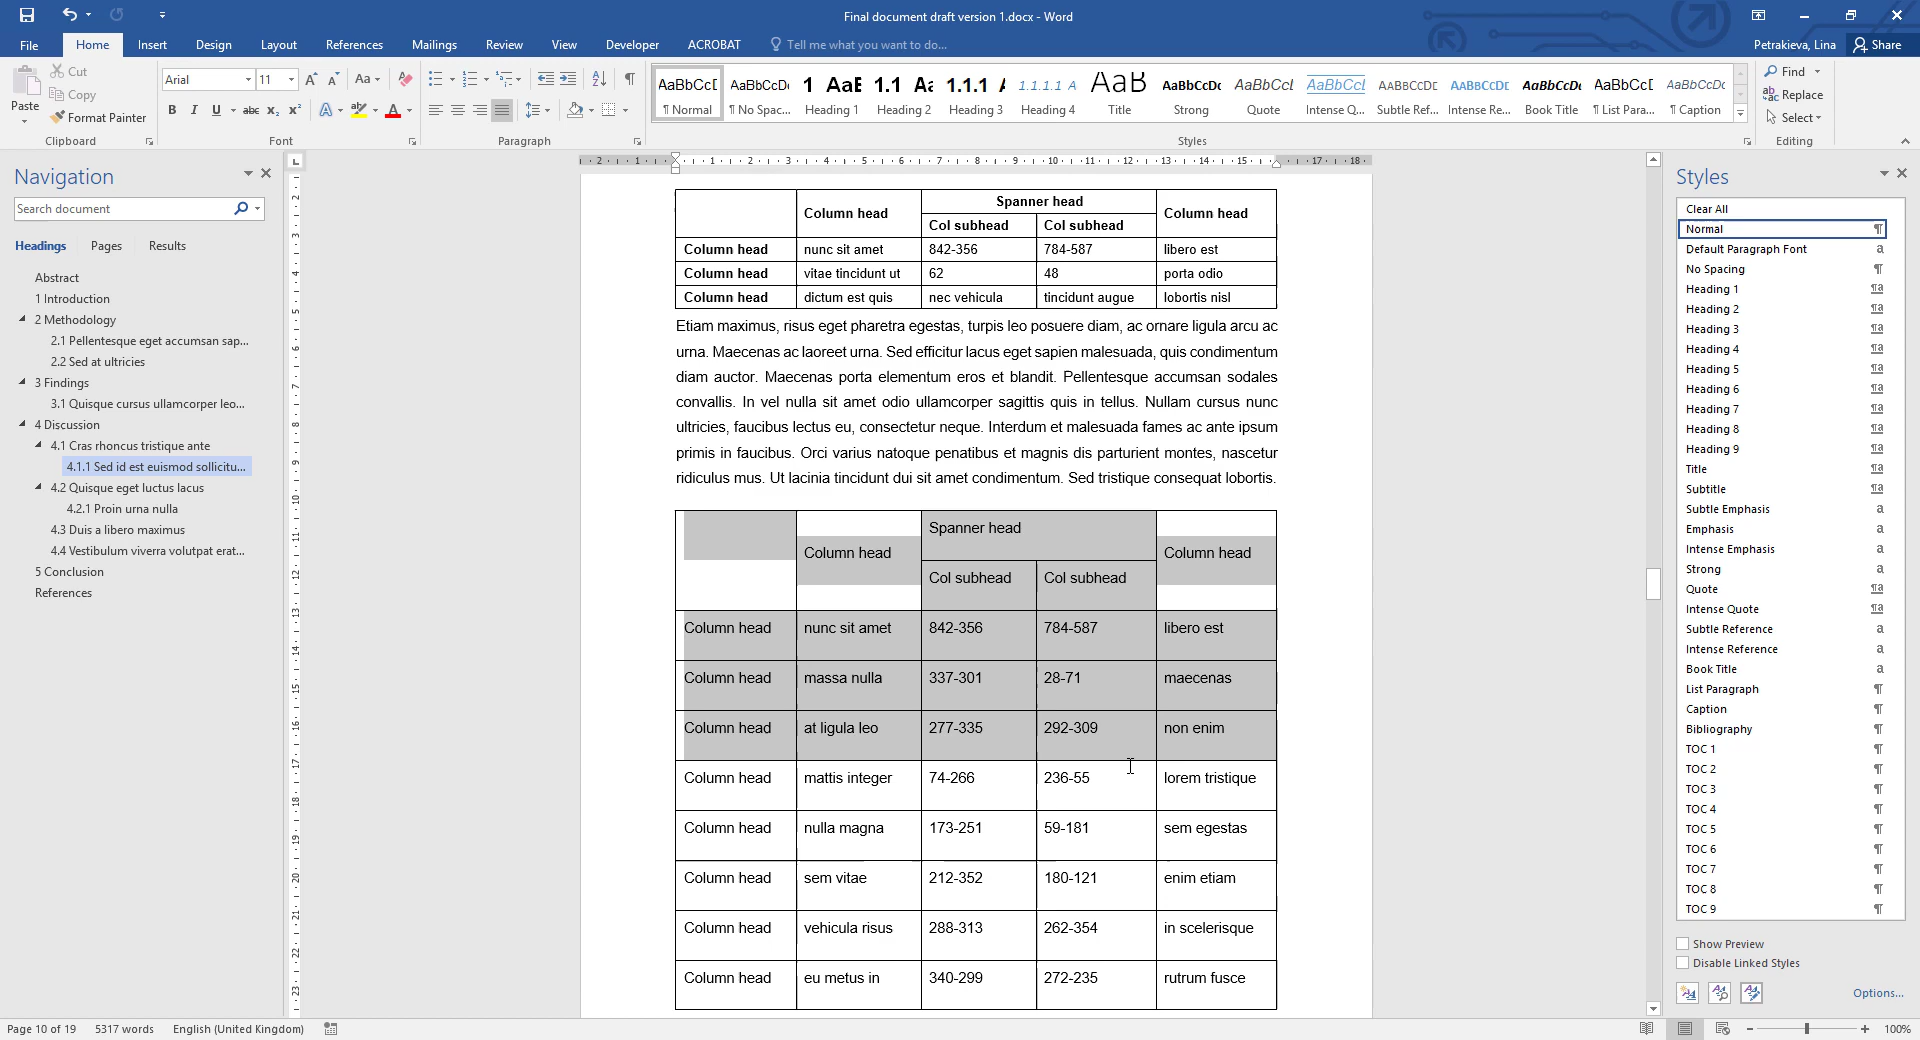 Final document draft version 1.docx - Word
File Home Insert Design Layout References Mailings Review View Developer ACROBAT Tell me what you want to do... Petrakieva, Lina Share
Paste
Cut
Copy
Format Painter
Clipboard
Arial 11
Font
Paragraph
AaBbCcI ¶ Normal
AaBbCcDc ¶ No Spac...
1 AaE Heading 1
1.1 Aa Heading 2
1.1.1 A Heading 3
1.1.1.1 A Heading 4
AaB Title
AaBbCcDc Strong
AaBbCcI Quote
AaBbCcI Intense Q...
AABBCCDC Subtle Ref...
AABBCCDC Intense Re...
AaBbCcDc Book Title
AaBbCcI ¶ List Para...
AaBbCcDc ¶ Caption
Styles
Find
Replace
Select
Editing
Navigation
Search document
Headings Pages Results
Abstract
1 Introduction
2 Methodology
2.1 Pellentesque eget accumsan sap...
2.2 Sed at ultricies
3 Findings
3.1 Quisque cursus ullamcorper leo...
4 Discussion
4.1 Cras rhoncus tristique ante
4.1.1 Sed id est euismod sollicitu...
4.2 Quisque eget luctus lacus
4.2.1 Proin urna nulla
4.3 Duis a libero maximus
4.4 Vestibulum viverra volutpat erat...
5 Conclusion
References
Column head Spanner head Column head
Col subhead Col subhead
Column head nunc sit amet 842-356 784-587 libero est
Column head vitae tincidunt ut 62 48 porta odio
Column head dictum est quis nec vehicula tincidunt augue lobortis nisl
Etiam maximus, risus eget pharetra egestas, turpis leo posuere diam, ac ornare ligula arcu ac
urna. Maecenas ac laoreet urna. Sed efficitur lacus eget sapien malesuada, quis condimentum
diam auctor. Maecenas porta elementum eros et blandit. Pellentesque accumsan sodales
convallis. In vel nulla sit amet odio ullamcorper sagittis quis in tellus. Nullam cursus nunc
ultricies, faucibus lectus eu, consectetur neque. Interdum et malesuada fames ac ante ipsum
primis in faucibus. Orci varius natoque penatibus et magnis dis parturient montes, nascetur
ridiculus mus. Ut lacinia tincidunt dui sit amet condimentum. Sed tristique consequat lobortis.
Column head Spanner head Column head
Col subhead Col subhead
Column head nunc sit amet 842-356 784-587 libero est
Column head massa nulla 337-301 28-71 maecenas
Column head at ligula leo 277-335 292-309 non enim
Column head mattis integer 74-266 236-55 lorem tristique
Column head nulla magna 173-251 59-181 sem egestas
Column head sem vitae 212-352 180-121 enim etiam
Column head vehicula risus 288-313 262-354 in scelerisque
Column head eu metus in 340-299 272-235 rutrum fusce
Styles
Clear All
Normal ¶
Default Paragraph Font a
No Spacing ¶
Heading 1 ¶a
Heading 2 ¶a
Heading 3 ¶a
Heading 4 ¶a
Heading 5 ¶a
Heading 6 ¶a
Heading 7 ¶a
Heading 8 ¶a
Heading 9 ¶a
Title ¶a
Subtitle ¶a
Subtle Emphasis a
Emphasis a
Intense Emphasis a
Strong a
Quote ¶a
Intense Quote ¶a
Subtle Reference a
Intense Reference a
Book Title a
List Paragraph ¶
Caption ¶
Bibliography ¶
TOC 1 ¶
TOC 2 ¶
TOC 3 ¶
TOC 4 ¶
TOC 5 ¶
TOC 6 ¶
TOC 7 ¶
TOC 8 ¶
TOC 9 ¶
Show Preview
Disable Linked Styles
Options...
Page 10 of 19 5317 words English (United Kingdom) 100%